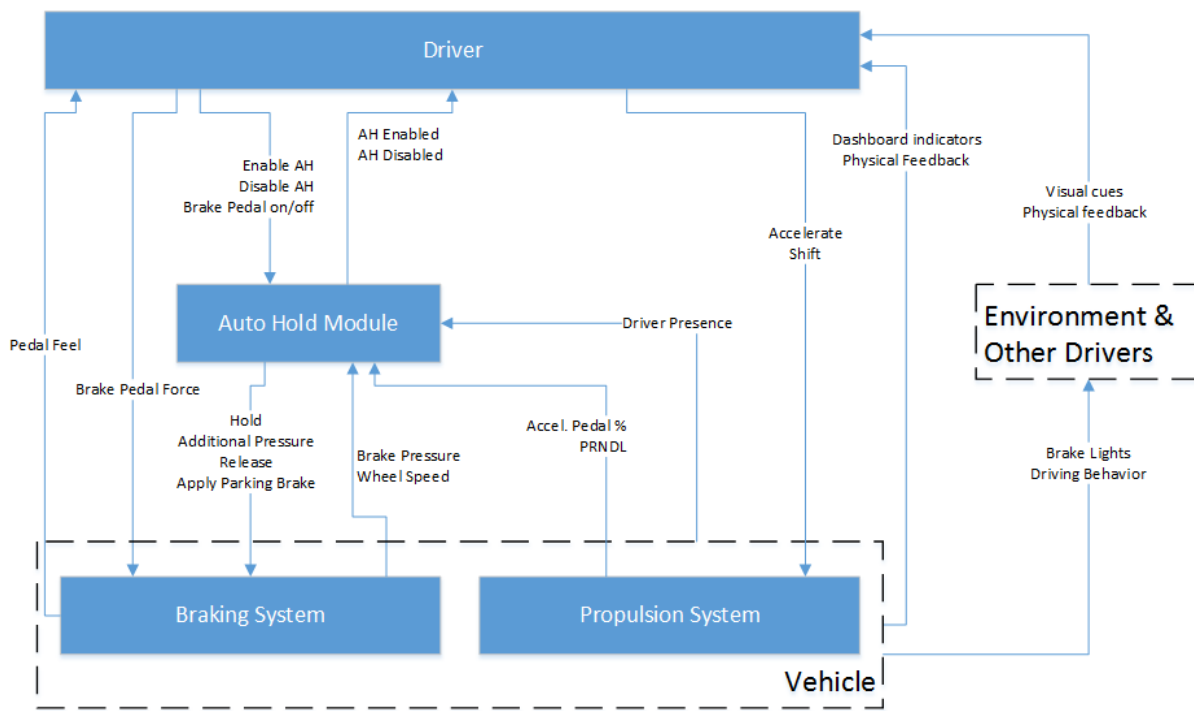 Driver
AH Enabled
AH Disabled
Enable AH
Disable AH
Brake Pedal on/off
Dashboard indicators
Physical Feedback
Visual cues
Physical feedback
Accelerate
Shift
Auto Hold Module
Driver Presence
Environment &
Other Drivers
Pedal Feel
Brake Pedal Force
Hold
Additional Pressure
Release
Apply Parking Brake
Brake Pressure
Wheel Speed
Accel. Pedal %
PRNDL
Brake Lights
Driving Behavior
Braking System
Propulsion System
Vehicle